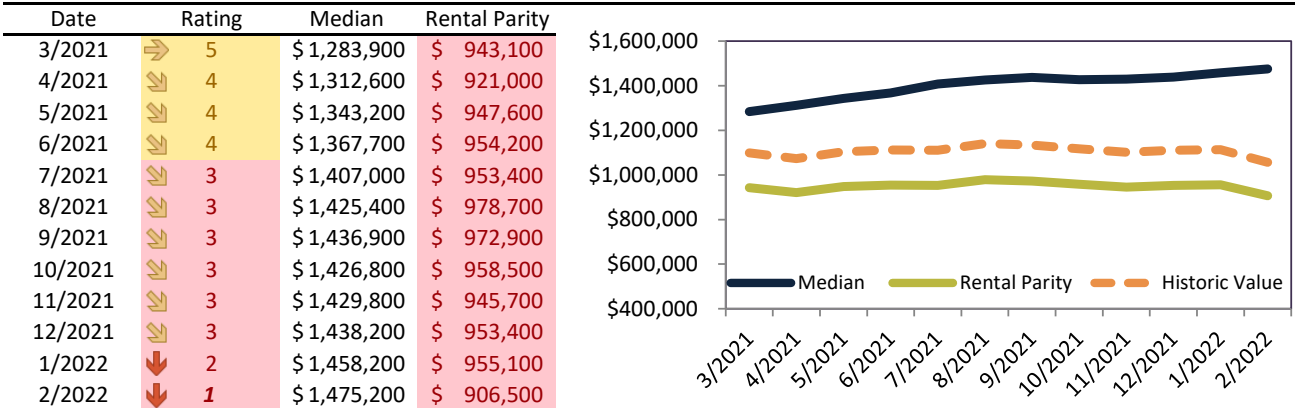 Date Rating Median Rental Parity
3/2021 5 $ 1,283,900 $ 943,100
4/2021 4 $ 1,312,600 $ 921,000
5/2021 4 $ 1,343,200 $ 947,600
6/2021 4 $ 1,367,700 $ 954,200
7/2021 3 $ 1,407,000 $ 953,400
8/2021 3 $ 1,425,400 $ 978,700
9/2021 3 $ 1,436,900 $ 972,900
10/2021 3 $ 1,426,800 $ 958,500
11/2021 3 $ 1,429,800 $ 945,700
12/2021 3 $ 1,438,200 $ 953,400
1/2022 2 $ 1,458,200 $ 955,100
2/2022 1 $ 1,475,200 $ 906,500
$1,600,000
$1,400,000
$1,200,000
$1,000,000
$800,000
$600,000
$400,000
Median Rental Parity Historic Value
3/2021 4/2021 5/2021 6/2021 7/2021 8/2021 9/2021 10/2021 11/2021 12/2021 1/2022 2/2022